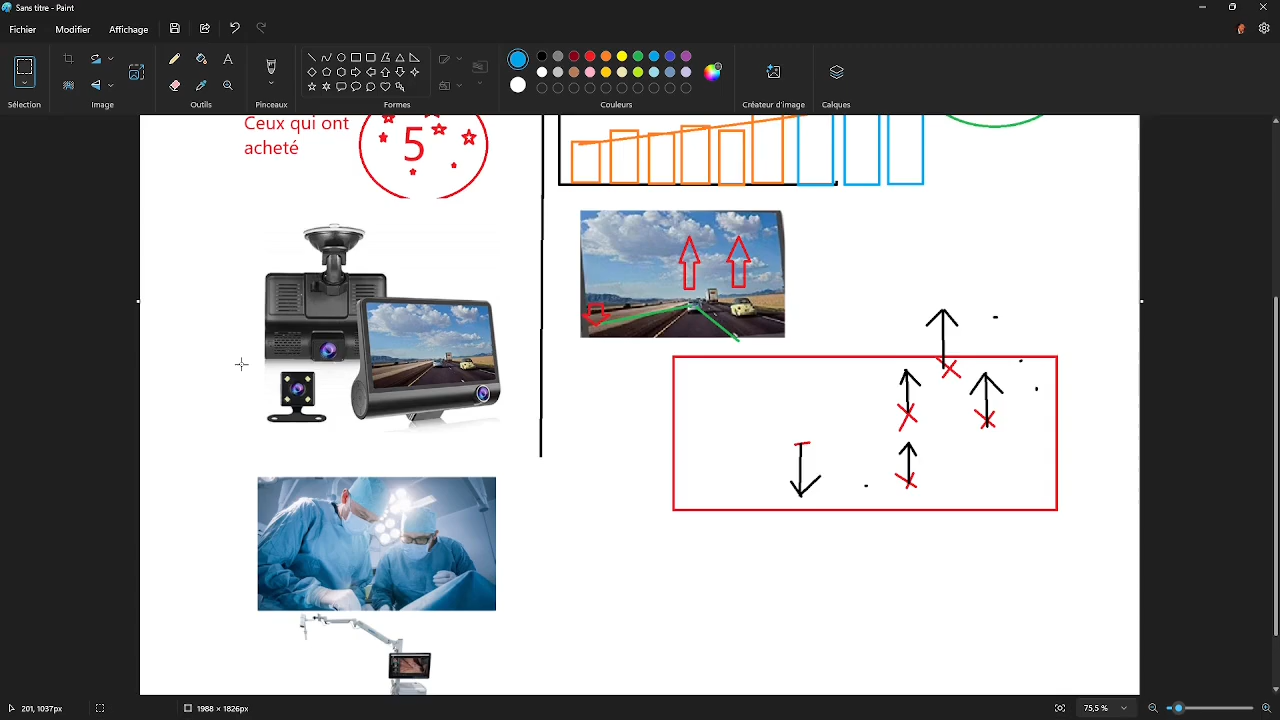 Sans titre - Paint
Fichier Modifier Affichage
Sélection Image Outils Pinceaux Formes Couleurs Créateur d'image Calques
Ceux qui ont
acheté
5
201, 1037px 1988 × 1826px 75,5 %